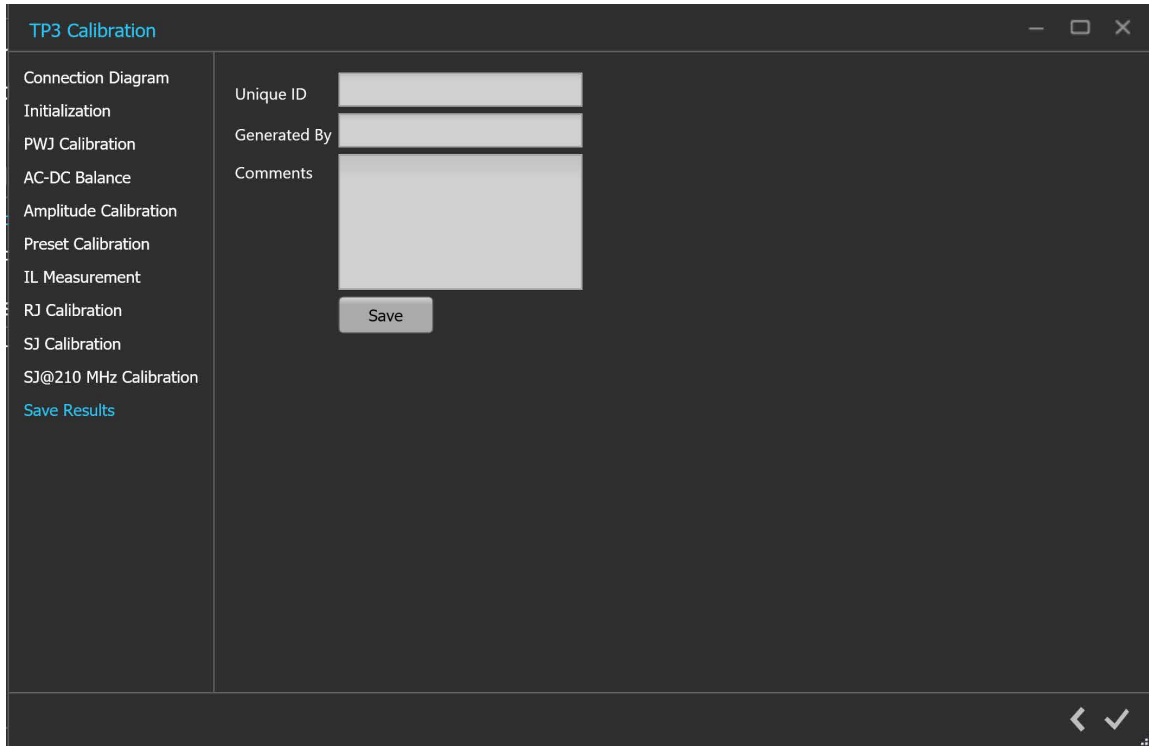 TP3 Calibration
Connection Diagram
Initialization
PWJ Calibration
AC-DC Balance
Amplitude Calibration
Preset Calibration
IL Measurement
RJ Calibration
SJ Calibration
SJ@210 MHz Calibration
Save Results
Unique ID
Generated By
Comments
Save